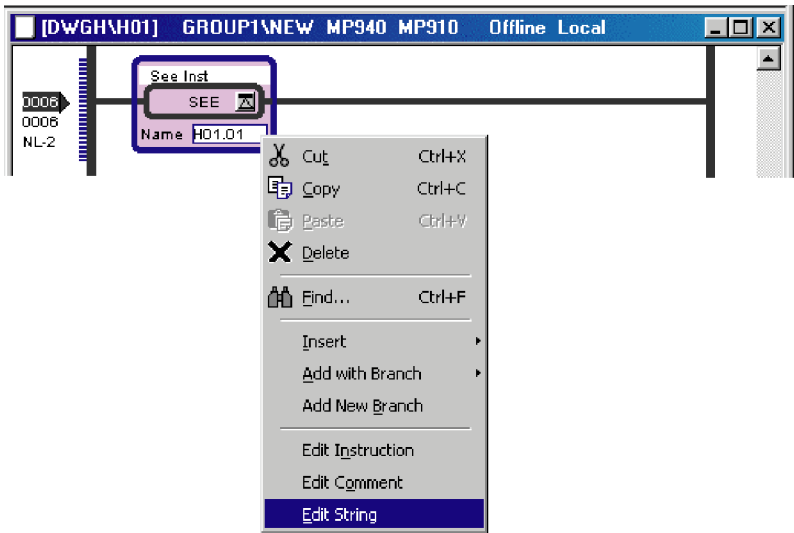 [DWGH\H01] GROUP1\NEW MP940 MP910 Offline Local
See Inst
SEE
0006
0006
NL-2
Name H01.01
Cut Ctrl+X
Copy Ctrl+C
Paste Ctrl+V
Delete
Find... Ctrl+F
Insert
Add with Branch
Add New Branch
Edit Instruction
Edit Comment
Edit String